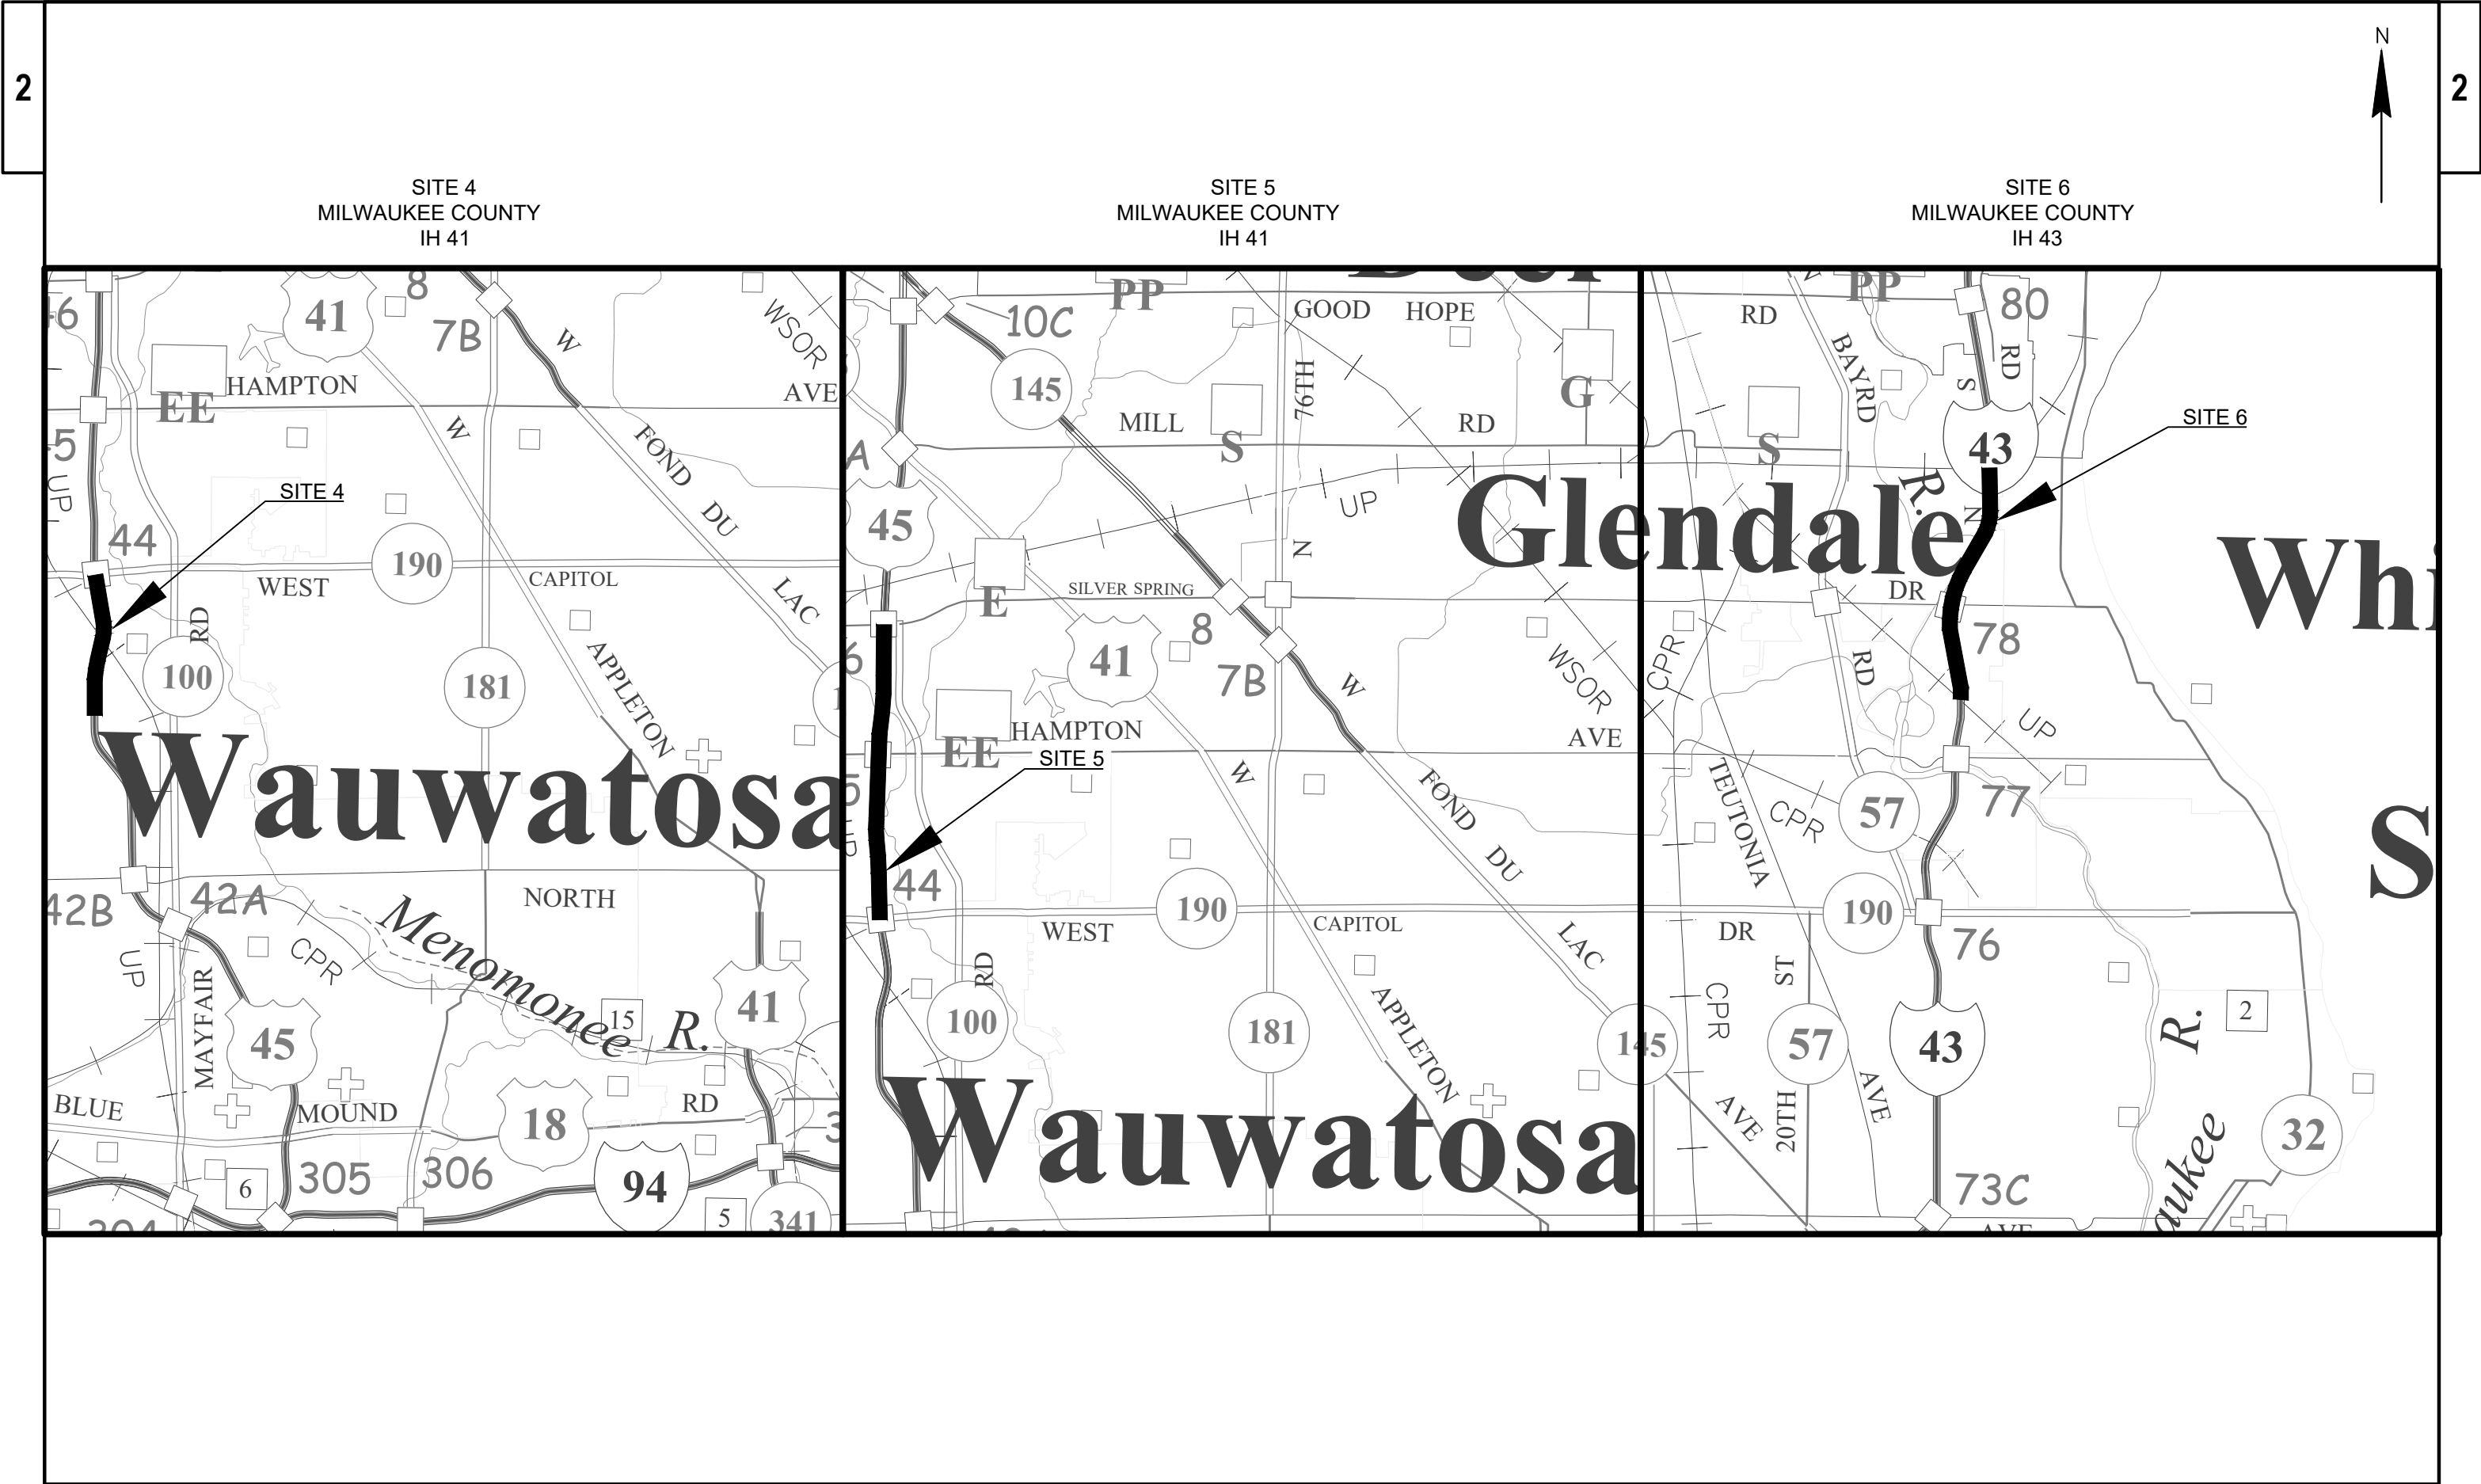 2
2
N
SITE 4
MILWAUKEE COUNTY
IH 41
SITE 5
MILWAUKEE COUNTY
IH 41
SITE 6
MILWAUKEE COUNTY
IH 43
41
8
7B
W
WSOR
HAMPTON
AVE
EE
W
FOND
DU
LAC
UP
SITE 4
44
190
WEST
CAPITOL
RD
100
181
APPLETON
Wauwatosa
NORTH
42B
42A
CPR
UP
MAYFAIR
Menomonee R.
15
41
45
BLUE
MOUND
RD
18
305
306
6
94
5
341
PP
10C
GOOD HOPE
145
76TH
G
MILL
RD
S
UP
45
N
Glendale
E
SILVER SPRING
8
41
7B
W
WSOR
HAMPTON
AVE
EE
SITE 5
W
FOND
DU
LAC
44
190
WEST
CAPITOL
RD
100
181
APPLETON
145
Wauwatosa
PP
80
RD
BAYRD
RD
S
43
SITE 6
S
R.
N
DR
78
CPR
RD
UP
TEUTONIA
CPR
57
77
190
DR
76
ST
CPR
57
43
R.
2
AVE
AVE
20TH
32
73C